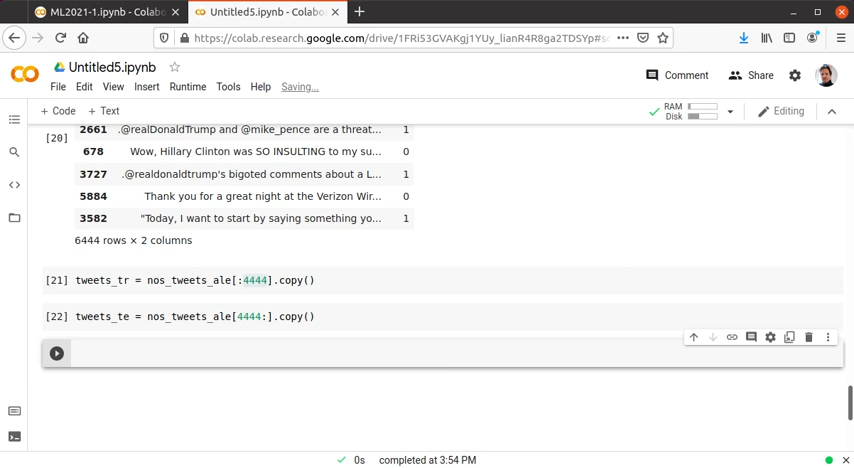 ML2021-1.ipynb - Colabo
Untitled5.ipynb - Colabo
https://colab.research.google.com/drive/1FRi53GVAKgj1YUy_lianR4R8ga2TDSYp#sc
Untitled5.ipynb
File Edit View Insert Runtime Tools Help Saving...
Comment Share
+ Code + Text
RAM
Disk
Editing
[20]
2661 .@realDonaldTrump and @mike_pence are a threat... 1
678 Wow, Hillary Clinton was SO INSULTING to my su... 0
3727 .@realdonaldtrump's bigoted comments about a L... 1
5884 Thank you for a great night at the Verizon Wir... 0
3582 "Today, I want to start by saying something yo... 1
6444 rows × 2 columns
[21] tweets_tr = nos_tweets_ale[:4444].copy()
[22] tweets_te = nos_tweets_ale[4444:].copy()
0s completed at 3:54 PM